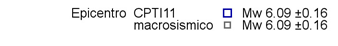 Epicentro CPTI11 Mw 6.09 ±0.16
macrosismico Mw 6.09 ±0.16